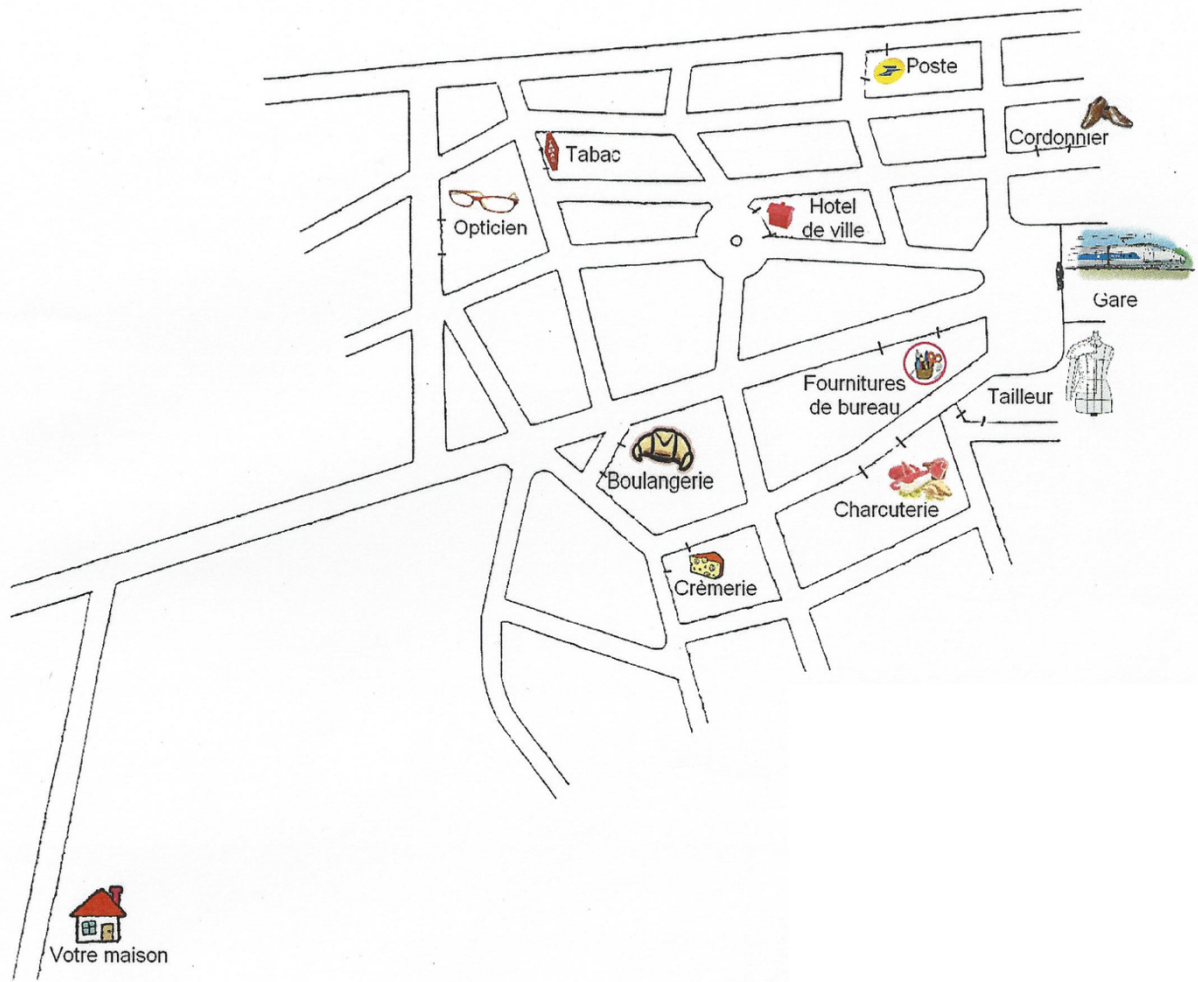 Poste
Cordonnier
Tabac
Opticien
Hotel
de ville
Gare
Fournitures
de bureau
Tailleur
Boulangerie
Charcuterie
Crèmerie
Votre maison